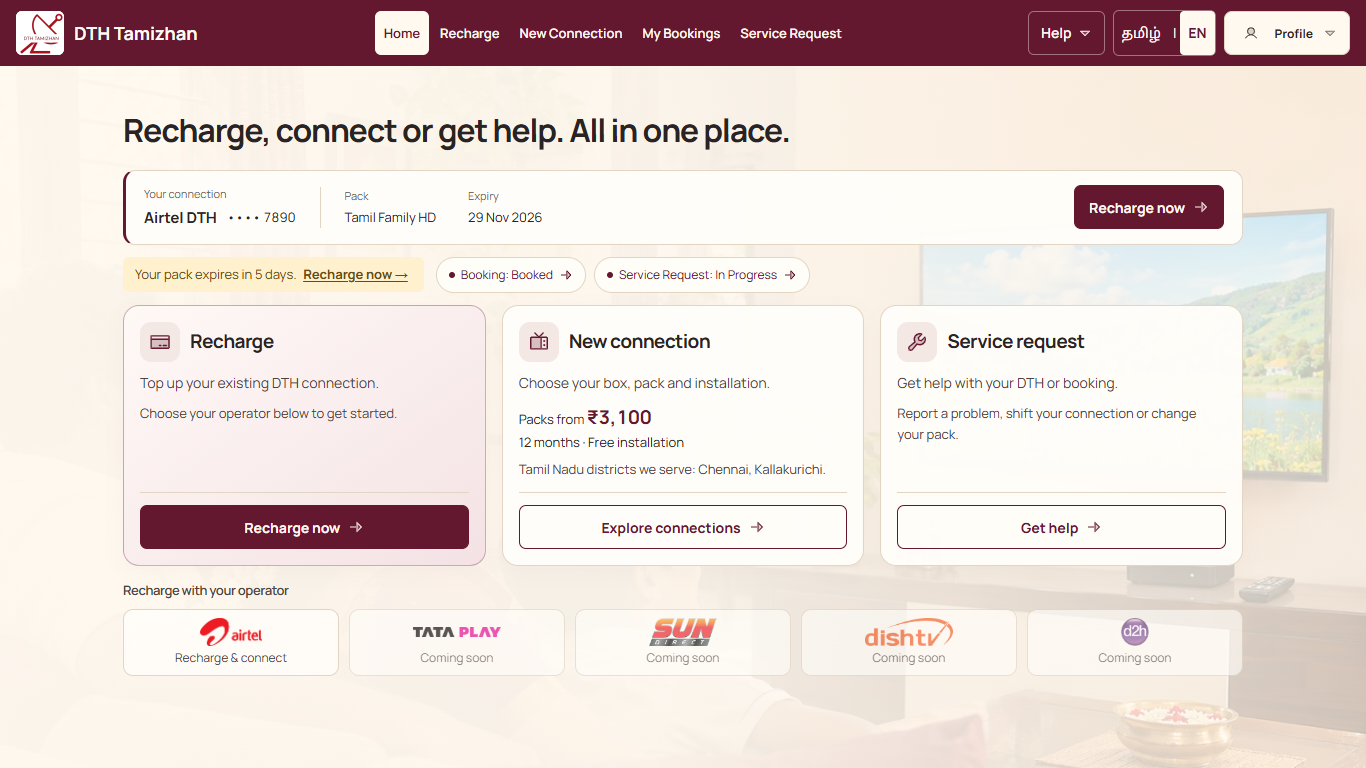 DTH TAMIZHAN
DTH Tamizhan
Home
Recharge
New Connection
My Bookings
Service Request
Help
தமிழ் | EN
Profile
Recharge, connect or get help. All in one place.
Your connection
Airtel DTH •••• 7890
Pack
Tamil Family HD
Expiry
29 Nov 2026
Recharge now →
Your pack expires in 5 days. Recharge now →
• Booking: Booked →
• Service Request: In Progress →
Recharge
Top up your existing DTH connection.
Choose your operator below to get started.
Recharge now →
New connection
Choose your box, pack and installation.
Packs from ₹3,100
12 months · Free installation
Tamil Nadu districts we serve: Chennai, Kallakurichi.
Explore connections →
Service request
Get help with your DTH or booking.
Report a problem, shift your connection or change
your pack.
Get help →
Recharge with your operator
airtel
Recharge & connect
TATA PLAY
Coming soon
SUN
DIRECT
Coming soon
dishtv
Coming soon
d2h
Coming soon